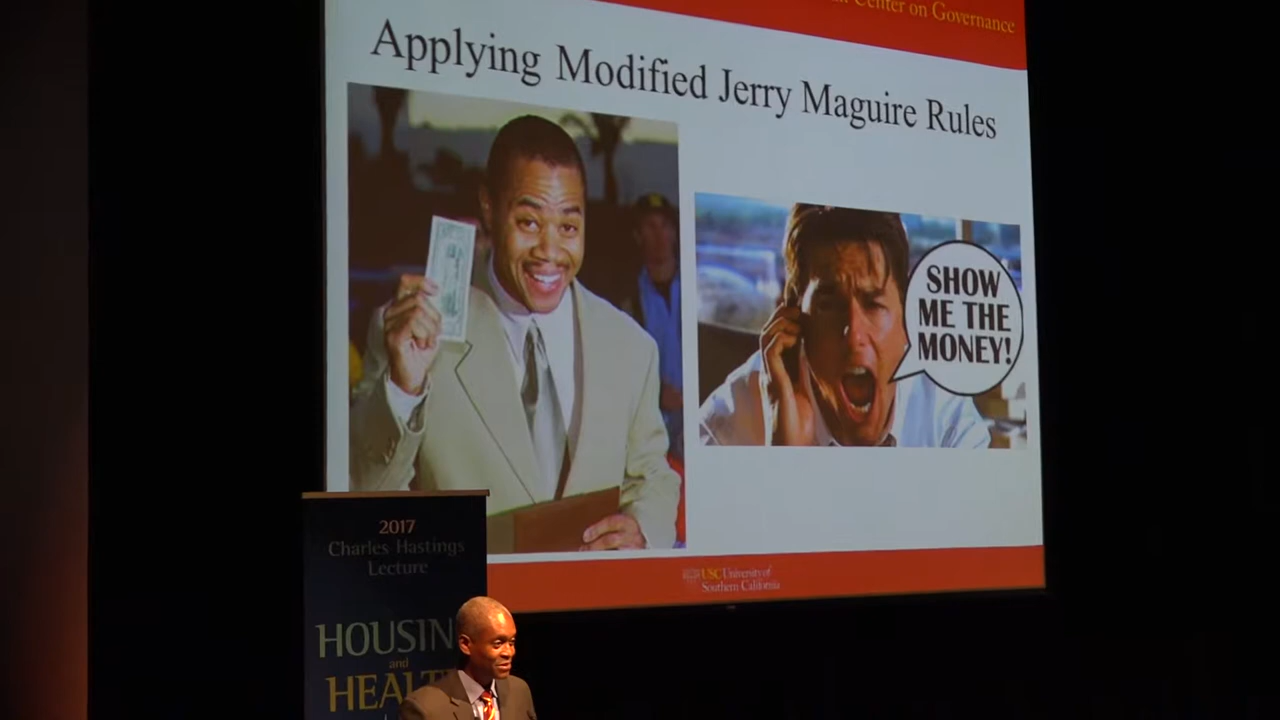 Center on Governance
Applying Modified Jerry Maguire Rules
SHOW
ME THE
MONEY!
USC University of
Southern California
2017
Charles Hastings
Lecture
HOUSIN
and
HEALT